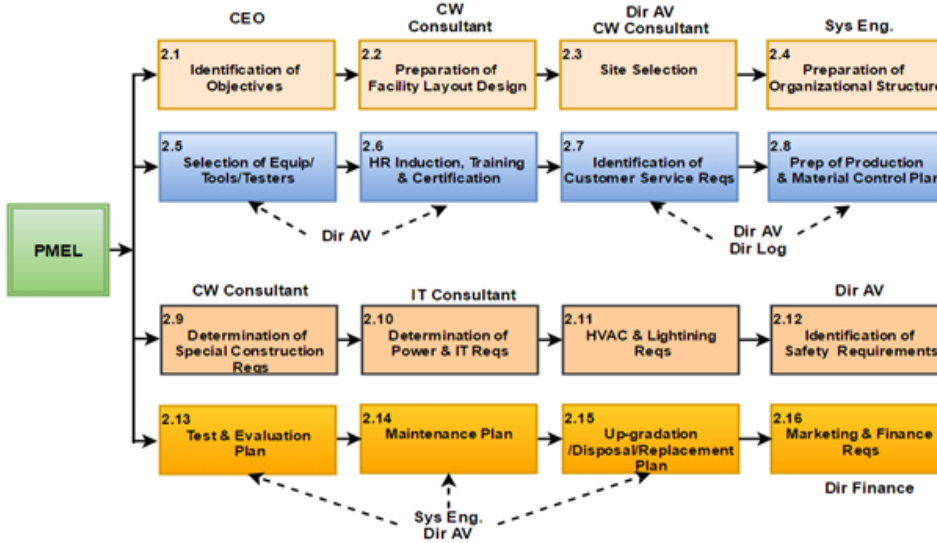 CEO
CW
Consultant
Dir AV
CW Consultant
Sys Eng.
2.1
Identification of
Objectives
2.2
Preparation of
Facility Layout Design
2.3
Site Selection
2.4
Preparation of
Organizational Structure
2.5
Selection of Equip/
Tools/Testers
2.6
HR Induction, Training
& Certification
2.7
Identification of
Customer Service Reqs
2.8
Prep of Production
& Material Control Plan
Dir AV
Dir AV
Dir Log
PMEL
CW Consultant
IT Consultant
Dir AV
2.9
Determination of
Special Construction
Reqs
2.10
Determination of
Power & IT Reqs
2.11
HVAC & Lightining
Reqs
2.12
Identification of
Safety Requirements
2.13
Test & Evaluation
Plan
2.14
Maintenance Plan
2.15
Up-gradation
/Disposal/Replacement
Plan
2.16
Marketing & Finance
Reqs
Dir Finance
Sys Eng.
Dir AV